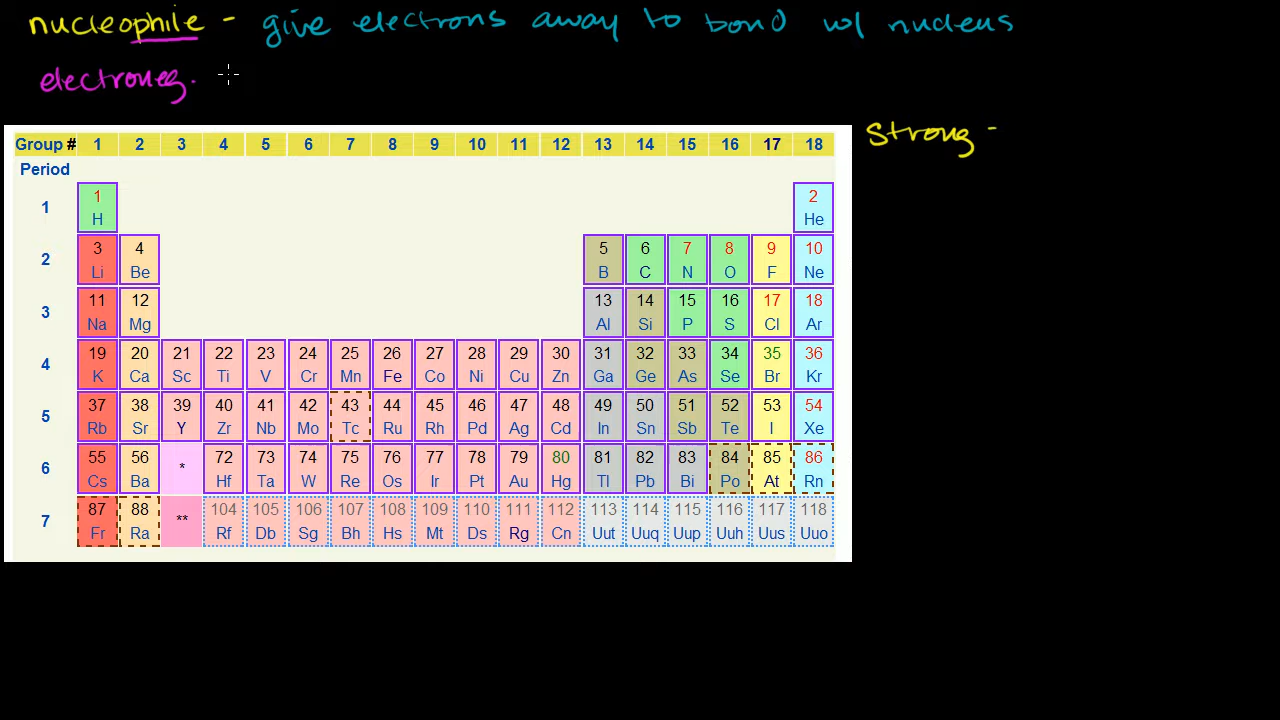 nucleophile - give electrons away to bond w/ nucleus
electroneg.
Strong -
Group # 1 2 3 4 5 6 7 8 9 10 11 12 13 14 15 16 17 18
Period
1 2
1
H He
3 4 5 6 7 8 9 10
2
Li Be B C N O F Ne
11 12 13 14 15 16 17 18
3
Na Mg Al Si P S Cl Ar
19 20 21 22 23 24 25 26 27 28 29 30 31 32 33 34 35 36
4
K Ca Sc Ti V Cr Mn Fe Co Ni Cu Zn Ga Ge As Se Br Kr
37 38 39 40 41 42 43 44 45 46 47 48 49 50 51 52 53 54
5
Rb Sr Y Zr Nb Mo Tc Ru Rh Pd Ag Cd In Sn Sb Te I Xe
55 56 72 73 74 75 76 77 78 79 80 81 82 83 84 85 86
6 *
Cs Ba Hf Ta W Re Os Ir Pt Au Hg Tl Pb Bi Po At Rn
87 88 104 105 106 107 108 109 110 111 112 113 114 115 116 117 118
7 **
Fr Ra Rf Db Sg Bh Hs Mt Ds Rg Cn Uut Uuq Uup Uuh Uus Uuo